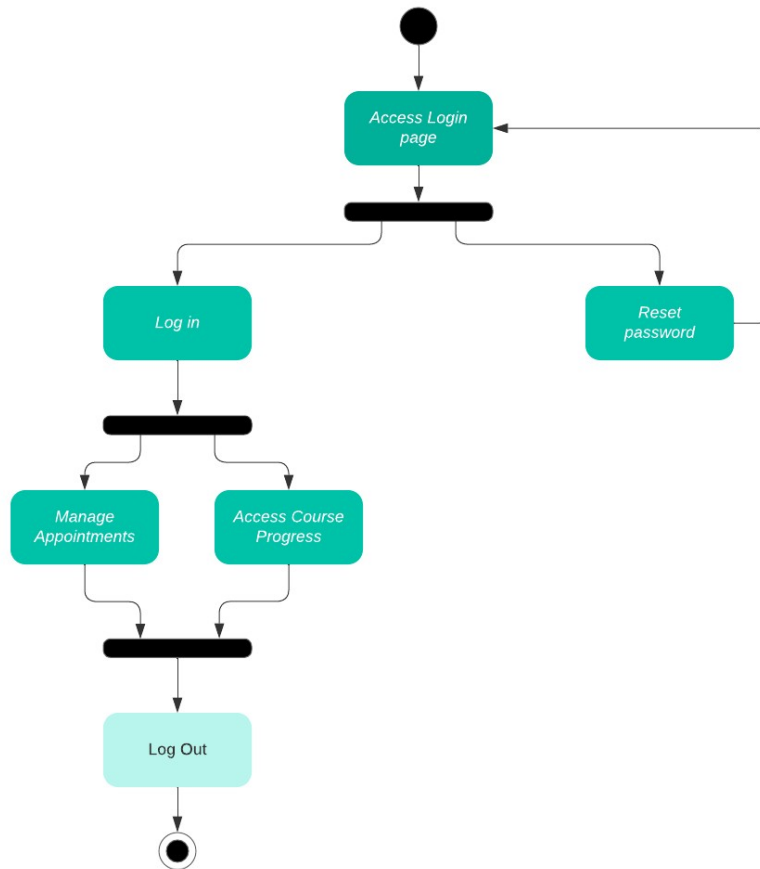 Access Login
page
Log in
Reset
password
Manage
Appointments
Access Course
Progress
Log Out